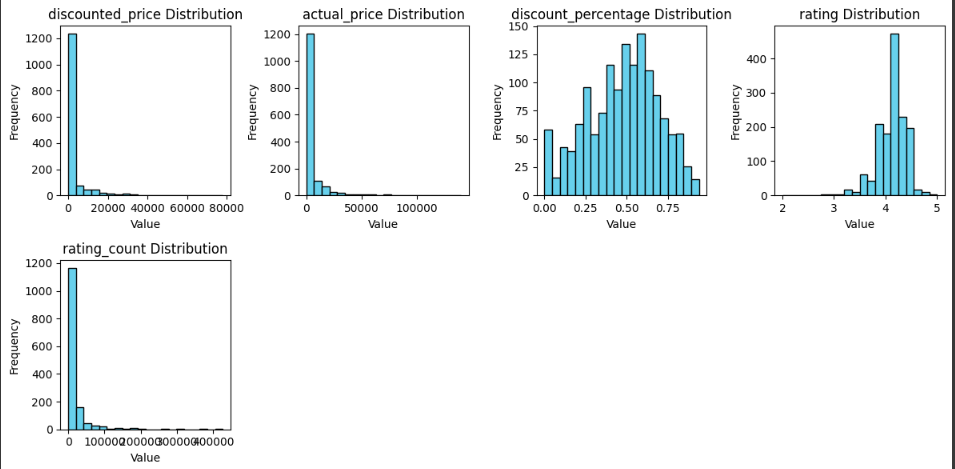 discounted_price Distribution
actual_price Distribution
discount_percentage Distribution
rating Distribution
Frequency
1200
1000
800
600
400
200
0
0 20000 40000 60000 80000
Value
Frequency
1200
1000
800
600
400
200
0
0 50000 100000
Value
Frequency
150
125
100
75
50
25
0
0.00 0.25 0.50 0.75
Value
Frequency
400
300
200
100
0
2 3 4 5
Value
rating_count Distribution
Frequency
1200
1000
800
600
400
200
0
0 100000 200000 300000 400000
Value